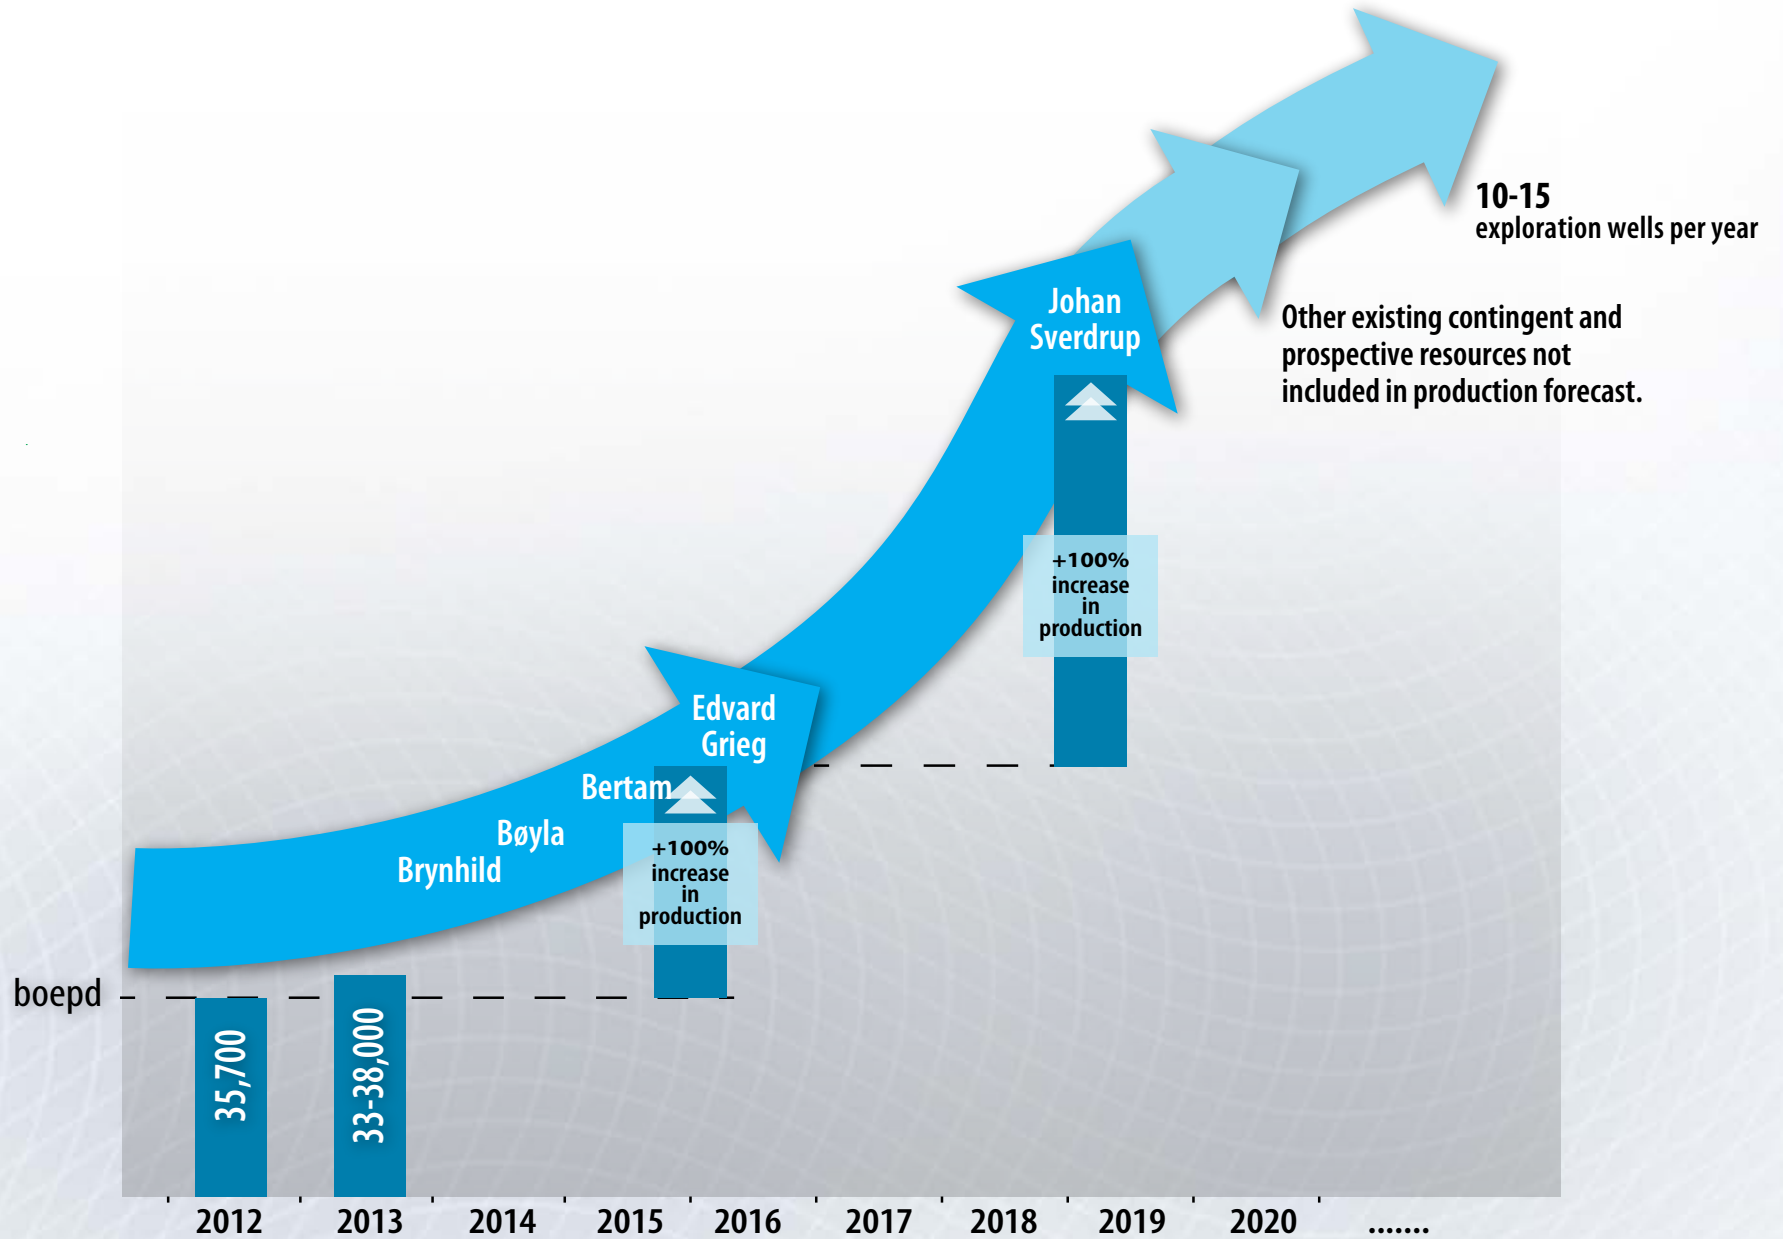 10-15
exploration wells per year
Other existing contingent and
prospective resources not
included in production forecast.
Johan
Sverdrup
+100%
increase
in
production
Edvard
Grieg
Bertam
Bøyla
Brynhild
+100%
increase
in
production
boepd
35,700
33-38,000
2012 2013 2014 2015 2016 2017 2018 2019 2020 .......